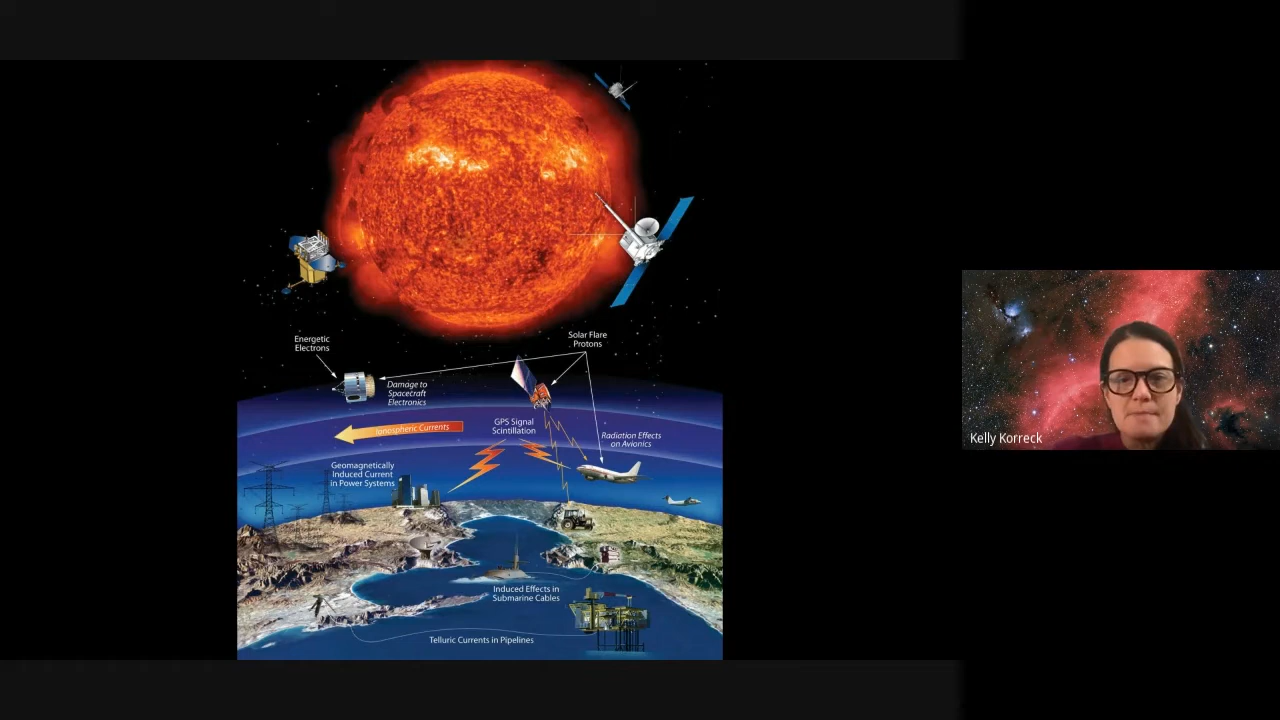 Energetic
Electrons
Solar Flare
Protons
Damage to
Spacecraft
Electronics
Ionospheric Currents
GPS Signal
Scintillation
Radiation Effects
on Avionics
Geomagnetically
Induced Current
in Power Systems
Induced Effects in
Submarine Cables
Telluric Currents in Pipelines
Kelly Korreck